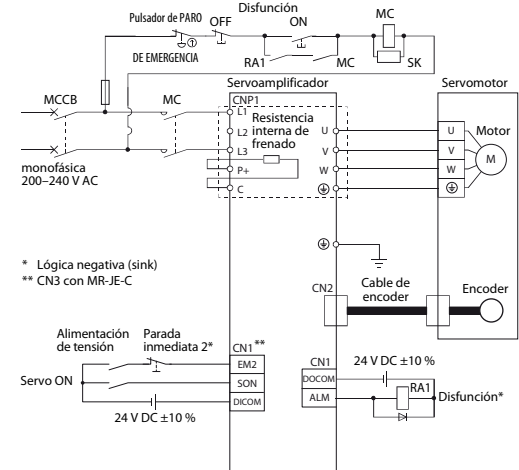 Disfunción
Pulsador de PARO
OFF
ON
MC
DE EMERGENCIA
RA1
MC
SK
Servoamplificador
Servomotor
MCCB
MC
CNP1
L1
Resistencia
interna de
frenado
L2
L3
P+
C
U
V
W
U
V
W
Motor
M
monofásica
200–240 V AC
* Lógica negativa (sink)
** CN3 con MR-JE-C
CN2
Cable de
encoder
Encoder
Alimentación
de tensión
Parada
inmediata 2*
CN1**
EM2
SON
DICOM
Servo ON
24 V DC ±10 %
CN1
DOCOM
ALM
24 V DC ±10 %
RA1
Disfunción*